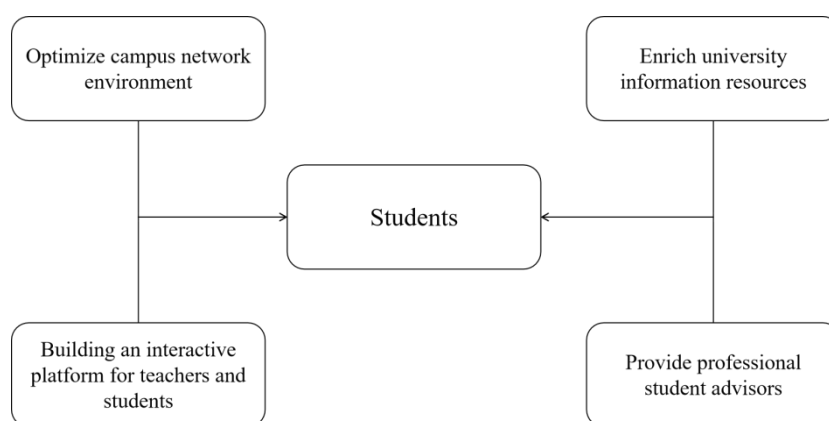 Optimize campus network
environment
Enrich university
information resources
Students
Building an interactive
platform for teachers and
students
Provide professional
student advisors